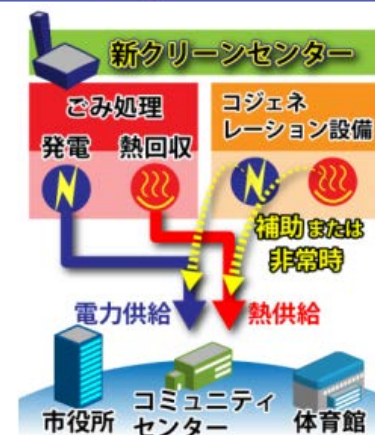 新クリーンセンター
ごみ処理
発電 熱回収
コジェネ
レーション設備
補助または
非常時
電力供給 熱供給
市役所
コミュニティ
センター
体育館